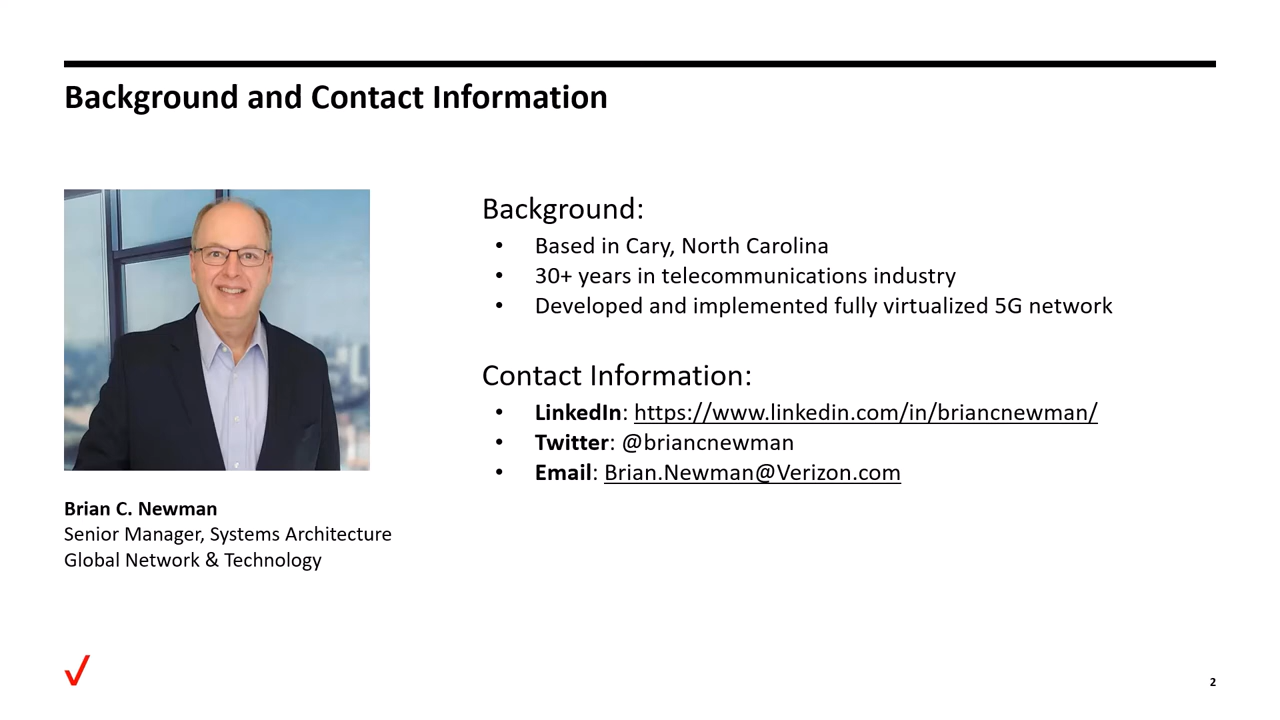 Background and Contact Information
Background:
• Based in Cary, North Carolina
• 30+ years in telecommunications industry
• Developed and implemented fully virtualized 5G network
Contact Information:
• LinkedIn: https://www.linkedin.com/in/briancnewman/
• Twitter: @briancnewman
• Email: Brian.Newman@Verizon.com
Brian C. Newman
Senior Manager, Systems Architecture
Global Network & Technology
2